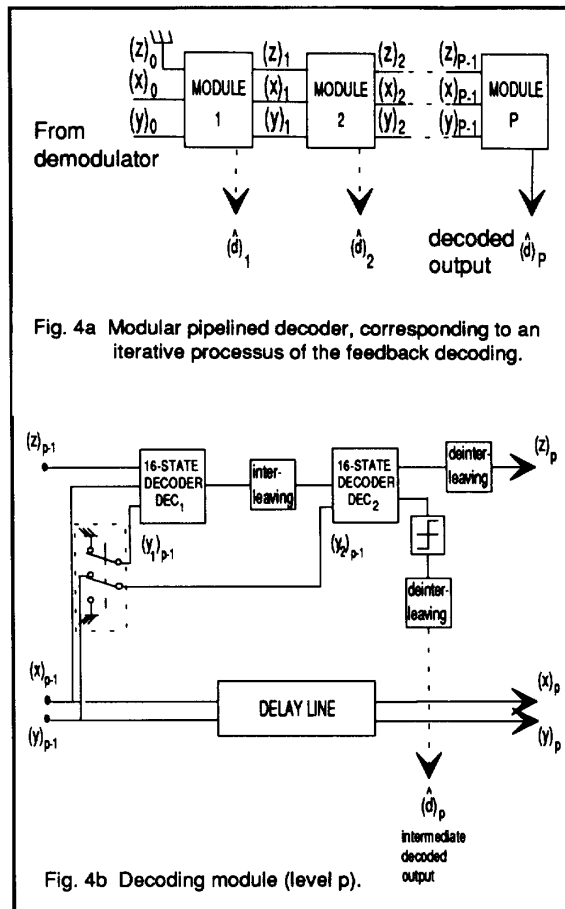 (z)0 (z)1 (z)2 (z)P-1
(x)0 MODULE 1 (x)1 MODULE 2 (x)2 (x)P-1 MODULE P
(y)0 (y)1 (y)2 (y)P-1
From
demodulator
(d̂)1 (d̂)2 decoded (d̂)P
output
Fig. 4a Modular pipelined decoder, corresponding to an
iterative processus of the feedback decoding.
(z)p-1
16-STATE
DECODER
DEC1
inter-
leaving
16-STATE
DECODER
DEC2
deinter-
leaving
(z)p
(y1)p-1 (y2)p-1
deinter-
leaving
(x)p-1 (x)p
DELAY LINE
(y)p-1 (y)p
(d̂)p
intermediate
decoded
output
Fig. 4b Decoding module (level p).